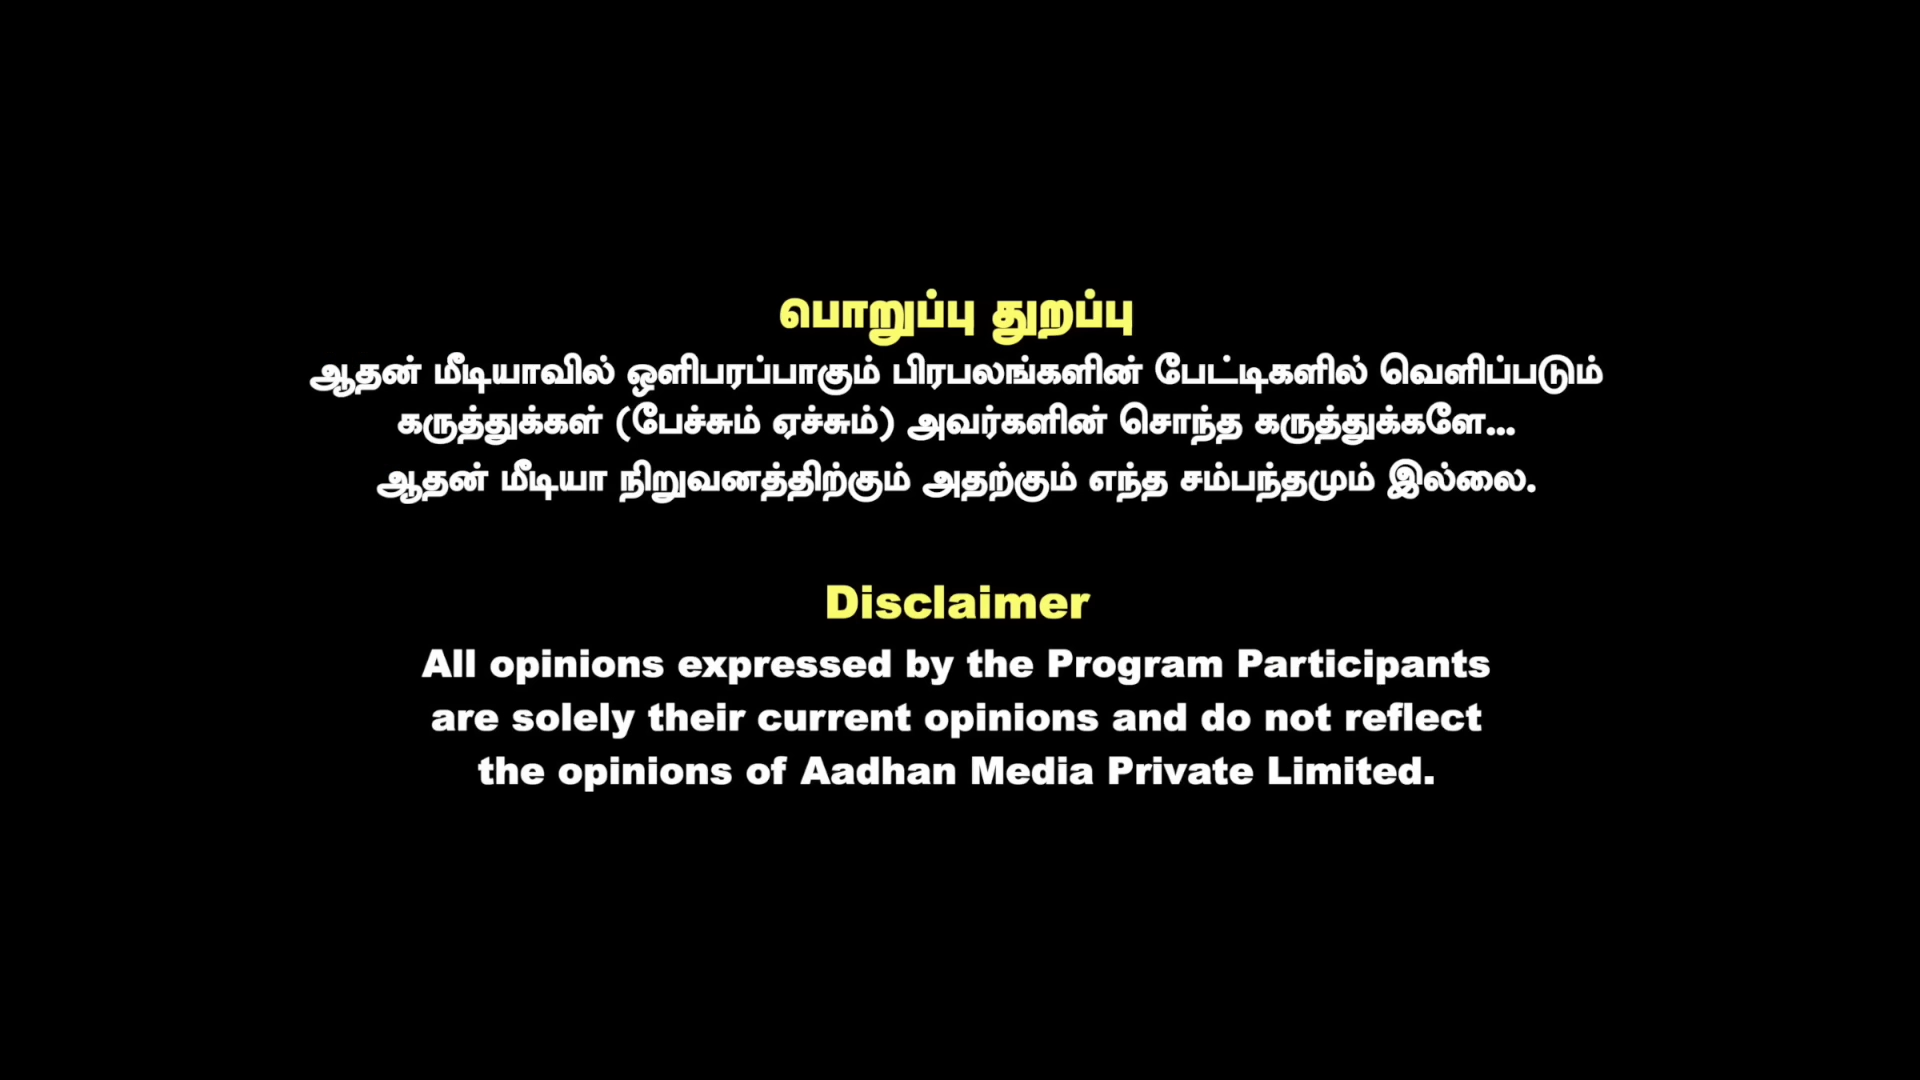 பொறுப்பு துறப்பு
ஆதன் மீடியாவில் ஒளிபரப்பாகும் பிரபலங்களின் பேட்டிகளில் வெளிப்படும்
கருத்துக்கள் (பேச்சும் ஏச்சும்) அவர்களின் சொந்த கருத்துக்களே...
ஆதன் மீடியா நிறுவனத்திற்கும் அதற்கும் எந்த சம்பந்தமும் இல்லை.
Disclaimer
All opinions expressed by the Program Participants
are solely their current opinions and do not reflect
the opinions of Aadhan Media Private Limited.